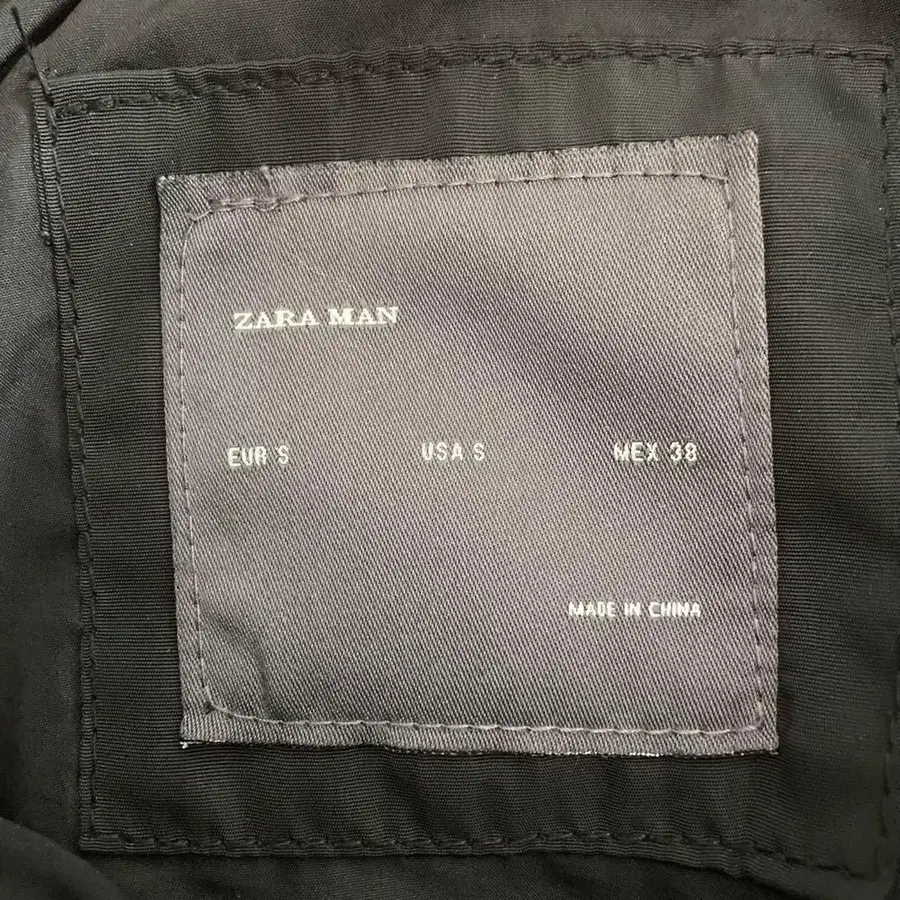 ZARA MAN
EUR S USA S MEX 38
MADE IN CHINA